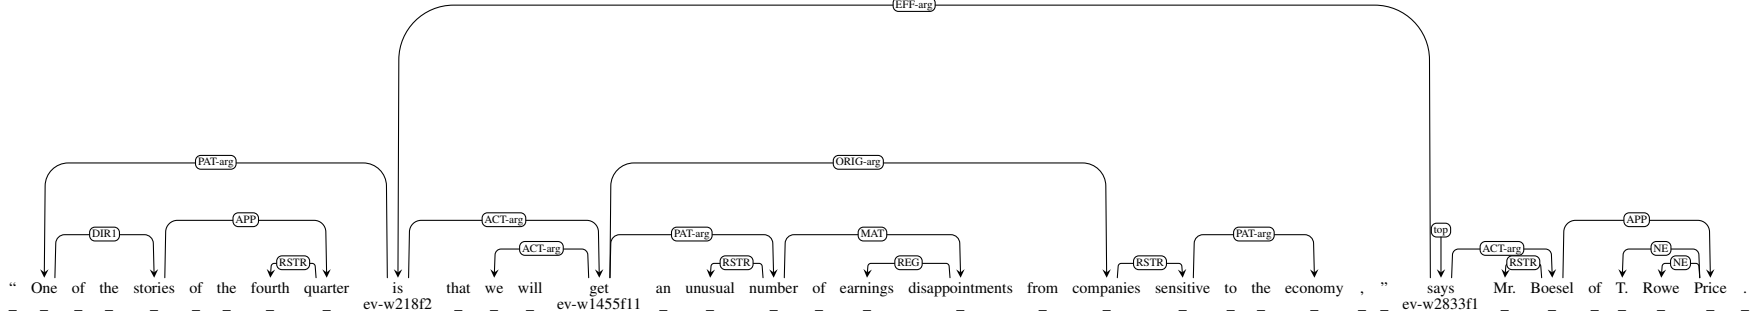 EFF-arg
PAT-arg ORIG-arg
APP ACT-arg APP
DIR1 PAT-arg MAT PAT-arg top
ACT-arg ACT-arg NE
RSTR RSTR REG RSTR RSTR NE
“ One of the stories of the fourth quarter is that we will get an unusual number of earnings disappointments from companies sensitive to the economy , ” says Mr. Boesel of T. Rowe Price .
_ _ _ _ _ _ _ _ _ ev-w218f2 _ _ _ ev-w1455f11 _ _ _ _ _ _ _ _ _ _ _ _ _ _ ev-w2833f1 _ _ _ _ _ _ _